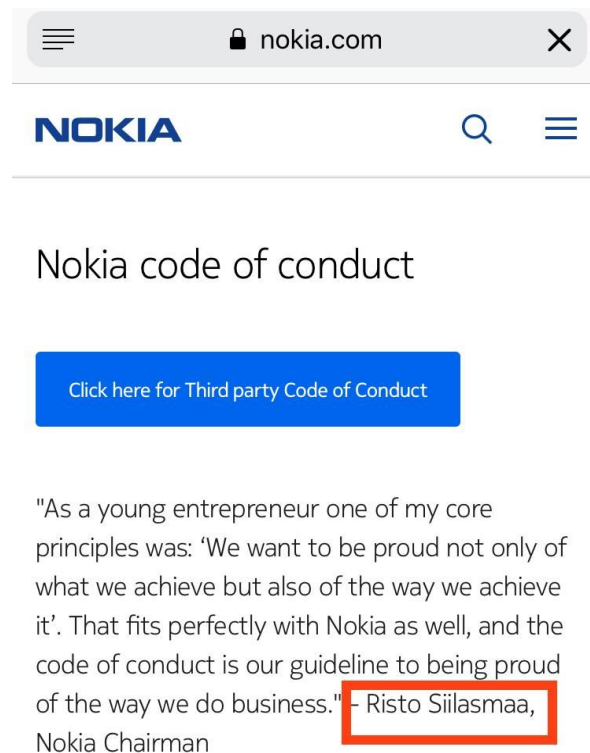 nokia.com
NOKIA
Nokia code of conduct
Click here for Third party Code of Conduct
"As a young entrepreneur one of my core
principles was: ‘We want to be proud not only of
what we achieve but also of the way we achieve
it’. That fits perfectly with Nokia as well, and the
code of conduct is our guideline to being proud
of the way we do business." - Risto Siilasmaa,
Nokia Chairman